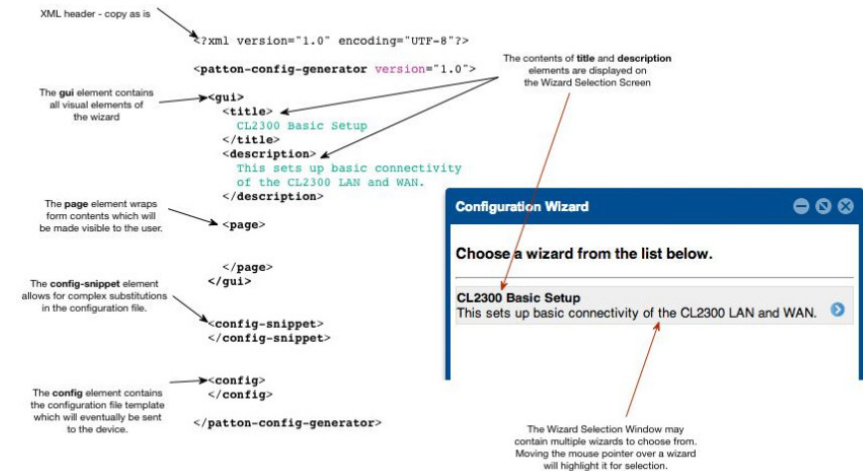 XML header - copy as is
<?xml version="1.0" encoding="UTF-8"?>
<patton-config-generator version="1.0">
The contents of title and description
elements are displayed on
the Wizard Selection Screen
The gui element contains
all visual elements of
the wizard
<gui>
<title>
CL2300 Basic Setup
</title>
<description>
This sets up basic connectivity
of the CL2300 LAN and WAN.
</description>
The page element wraps
form contents which will
be made visible to the user.
<page>
</page>
</gui>
The config-snippet element
allows for complex substitutions
in the configuration file.
<config-snippet>
</config-snippet>
The config element contains
the configuration file template
which will eventually be sent
to the device.
<config>
</config>
</patton-config-generator>
Configuration Wizard
Choose a wizard from the list below.
CL2300 Basic Setup
This sets up basic connectivity of the CL2300 LAN and WAN.
The Wizard Selection Window may
contain multiple wizards to choose from.
Moving the mouse pointer over a wizard
will highlight it for selection.